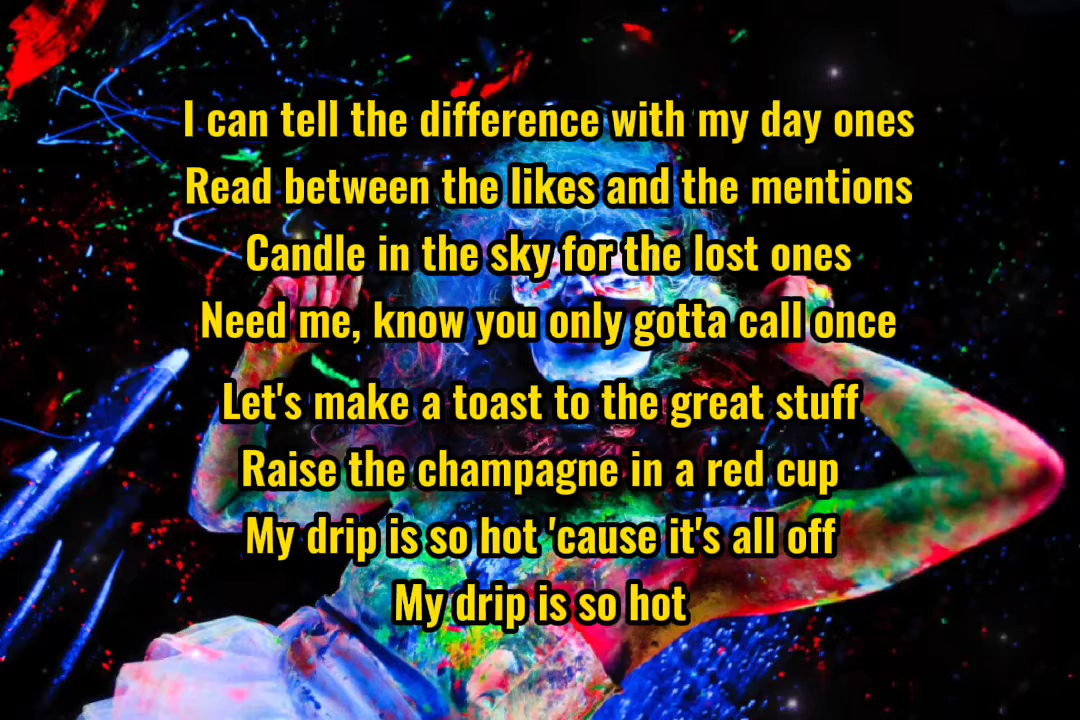 I can tell the difference with my day ones
Read between the likes and the mentions
Candle in the sky for the lost ones
Need me, know you only gotta call once
Let's make a toast to the great stuff
Raise the champagne in a red cup
My drip is so hot 'cause it's all off
My drip is so hot